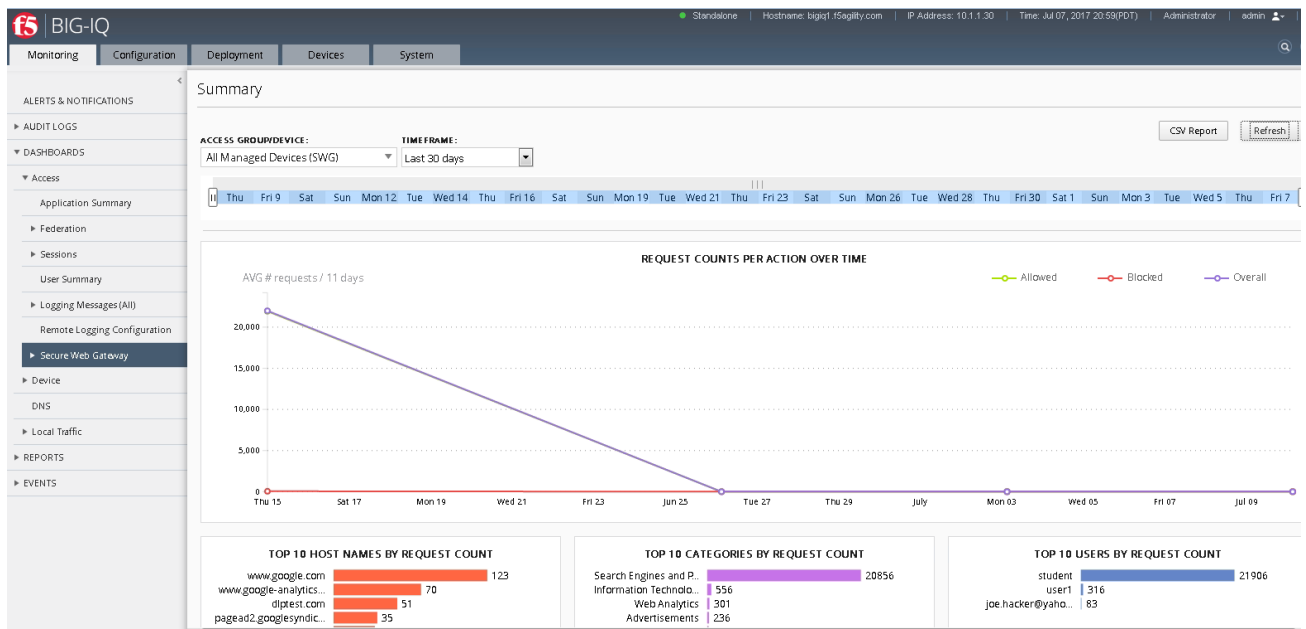 f5 BIG-IQ
Standalone | Hostname: bigiq1.f5agility.com | IP Address: 10.1.1.30 | Time: Jul 07, 2017 20:59(PDT) | Administrator | admin
Monitoring Configuration Deployment Devices System
Summary
ALERTS & NOTIFICATIONS
AUDIT LOGS
DASHBOARDS
Access
Application Summary
Federation
Sessions
User Summary
Logging Messages (All)
Remote Logging Configuration
Secure Web Gateway
Device
DNS
Local Traffic
REPORTS
EVENTS
CSV Report Refresh
ACCESS GROUP/DEVICE: TIMEFRAME:
All Managed Devices (SWG) Last 30 days
Thu Fri 9 Sat Sun Mon 12 Tue Wed 14 Thu Fri 16 Sat Sun Mon 19 Tue Wed 21 Thu Fri 23 Sat Sun Mon 26 Tue Wed 28 Thu Fri 30 Sat 1 Sun Mon 3 Tue Wed 5 Thu Fri 7
REQUEST COUNTS PER ACTION OVER TIME
AVG # requests / 11 days
Allowed Blocked Overall
20,000
15,000
10,000
5,000
0
Thu 15 Sat 17 Mon 19 Wed 21 Fri 23 Jun 25 Tue 27 Thu 29 July Mon 03 Wed 05 Fri 07 Jul 09
TOP 10 HOST NAMES BY REQUEST COUNT
www.google.com 123
www.google-analytics... 70
dlptest.com 51
pagead2.googlesyndic... 35
TOP 10 CATEGORIES BY REQUEST COUNT
Search Engines and P... 20856
Information Technolo... 556
Web Analytics 301
Advertisements 236
TOP 10 USERS BY REQUEST COUNT
student 21906
user1 316
joe.hacker@yaho... 83